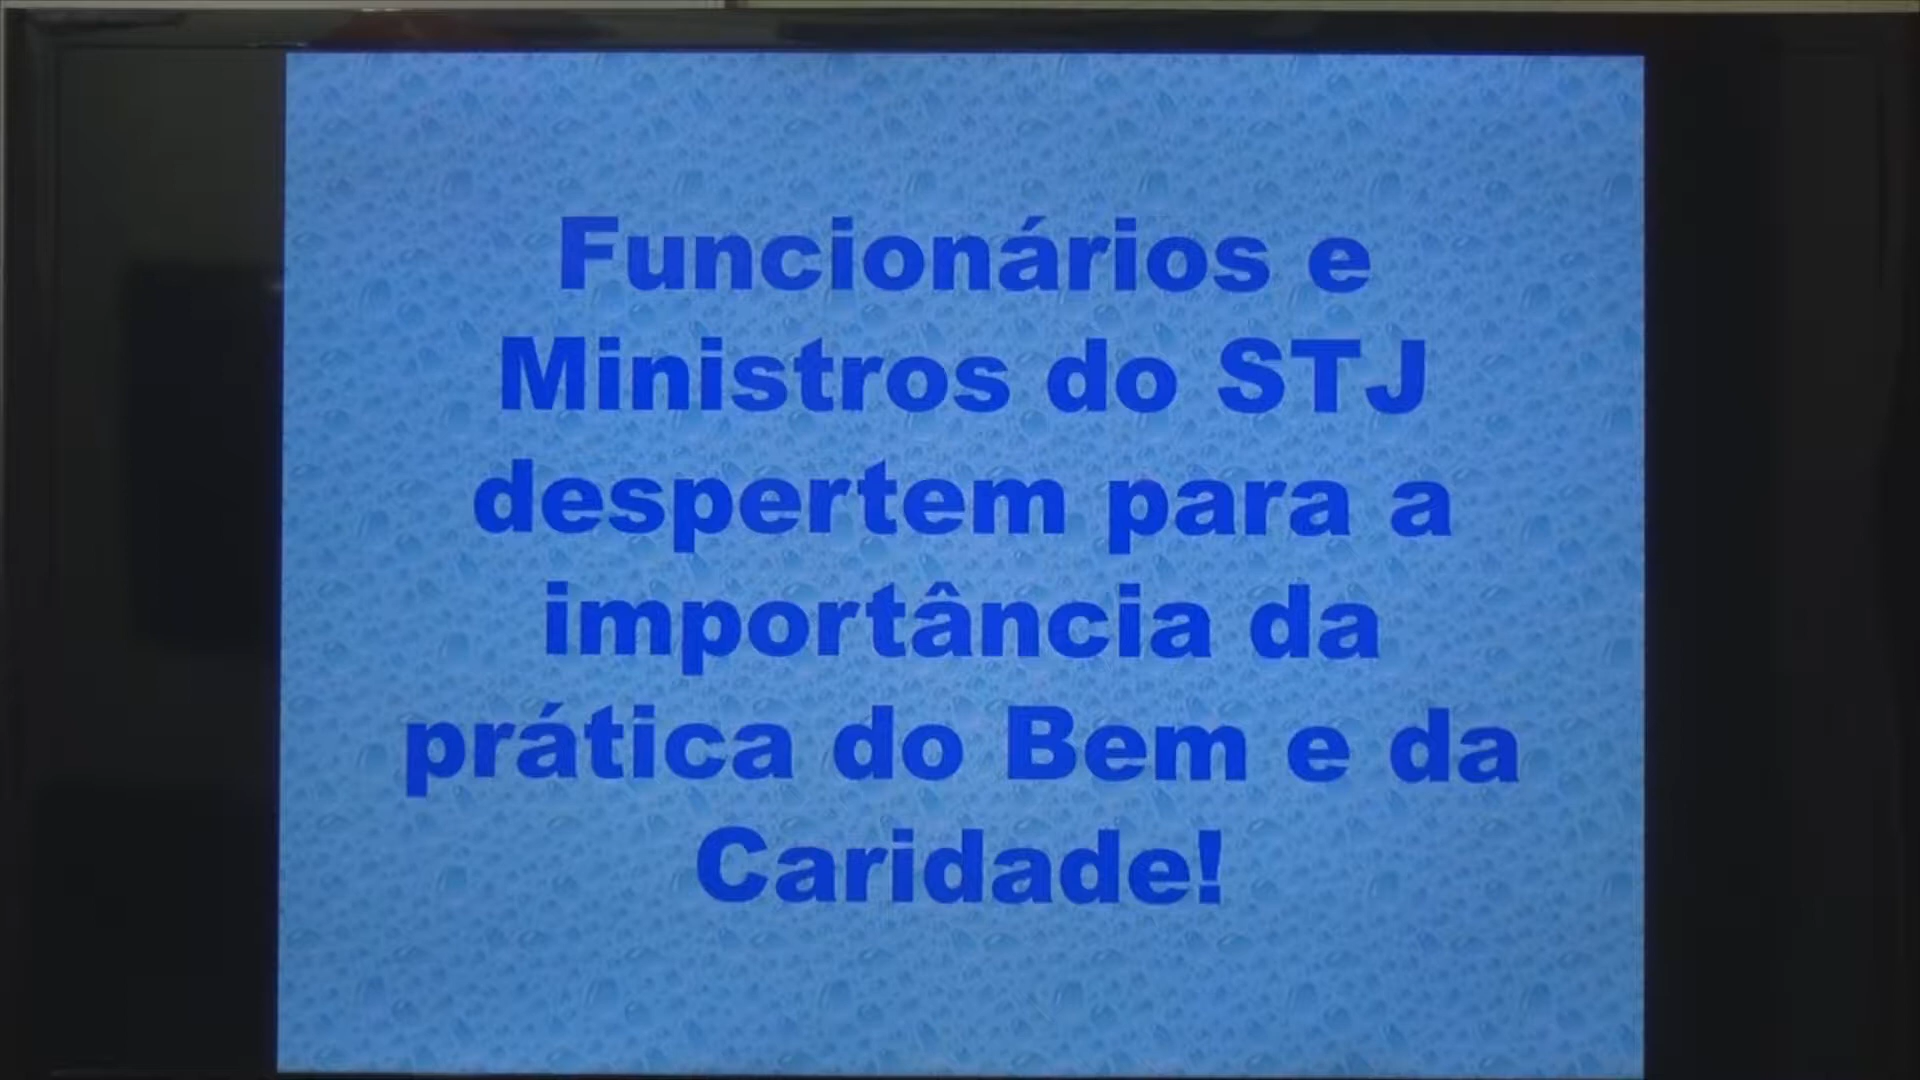 Funcionários e
Ministros do STJ
despertem para a
importância da
prática do Bem e da
Caridade!